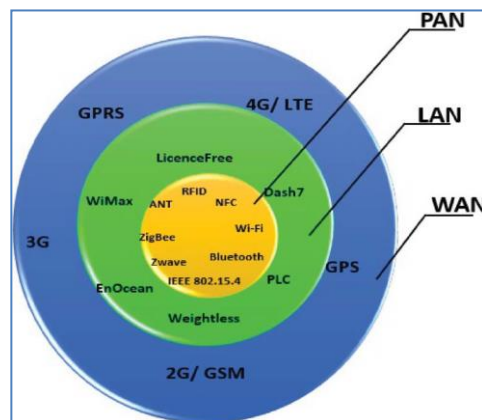 PAN
GPRS
4G/ LTE
LAN
LicenceFree
RFID
Dash7
WiMax
ANT
NFC
WAN
Wi-Fi
3G
ZigBee
Bluetooth
Zwave
GPS
IEEE 802.15.4
PLC
EnOcean
Weightless
2G/ GSM